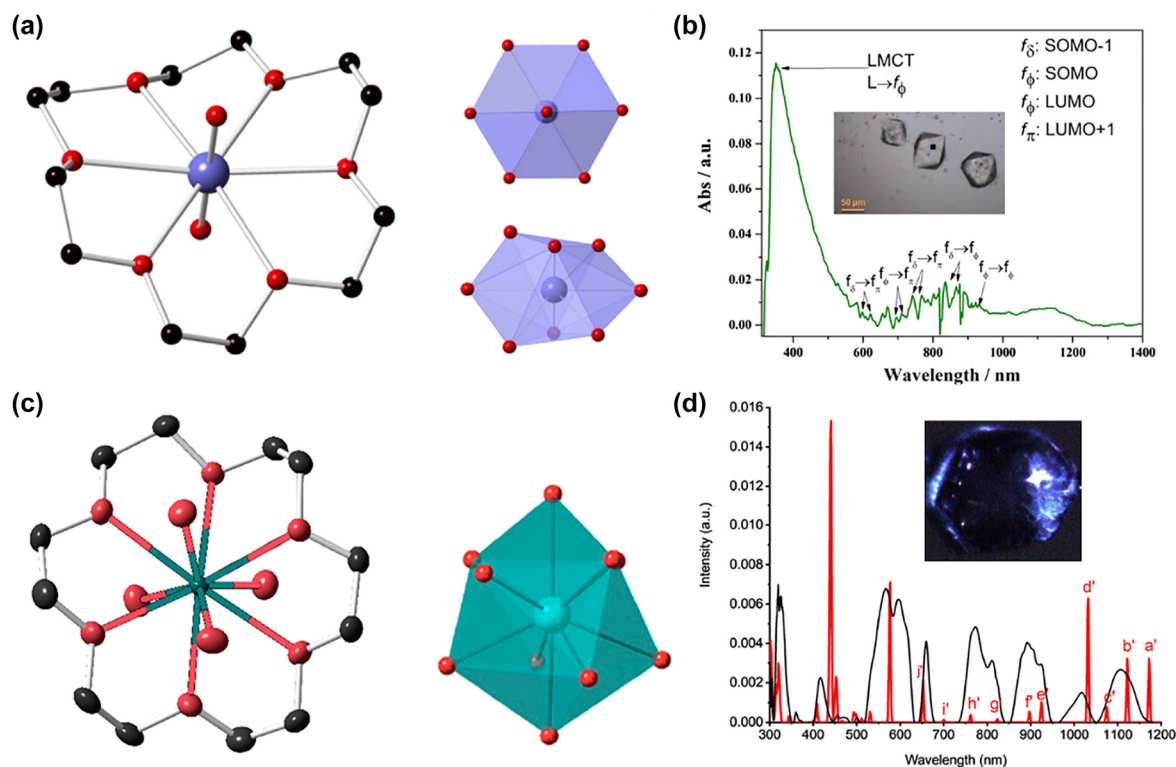 (a)
(b)
0.12
0.10
0.08
0.06
0.04
0.02
0.00
Abs / a.u.
LMCT
L→fϕ
fδ: SOMO-1
fϕ: SOMO
fϕ: LUMO
fπ: LUMO+1
50 μm
fδ→fπ
fϕ→fπ
fδ→fπ
fδ→fϕ
fϕ→fϕ
400
600
800
1000
1200
1400
Wavelength / nm
(c)
(d)
0.016
0.014
0.012
0.010
0.008
0.006
0.004
0.002
0.000
Intensity (a.u.)
j'
i'
h'
g
f'
e'
d'
c'
b'
a'
300
400
500
600
700
800
900
1000
1100
1200
Wavelength (nm)